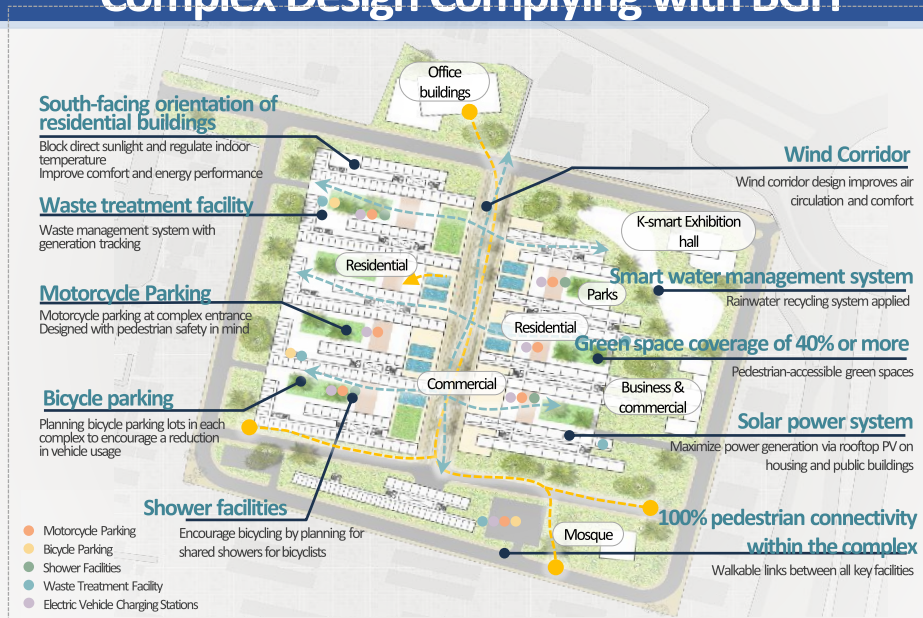 Complex Design Complying with BGH
Office
buildings
South-facing orientation of
residential buildings
Block direct sunlight and regulate indoor
temperature
Improve comfort and energy performance
Waste treatment facility
Waste management system with
generation tracking
Motorcycle Parking
Motorcycle parking at complex entrance
Designed with pedestrian safety in mind
Bicycle parking
Planning bicycle parking lots in each
complex to encourage a reduction
in vehicle usage
Shower facilities
Encourage bicycling by planning for
shared showers for bicyclists
Motorcycle Parking
Bicycle Parking
Shower Facilities
Waste Treatment Facility
Electric Vehicle Charging Stations
Residential
Residential
Commercial
Parks
K-smart Exhibition
hall
Business &
commercial
Mosque
Wind Corridor
Wind corridor design improves air
circulation and comfort
Smart water management system
Rainwater recycling system applied
Green space coverage of 40% or more
Pedestrian-accessible green spaces
Solar power system
Maximize power generation via rooftop PV on
housing and public buildings
100% pedestrian connectivity
within the complex
Walkable links between all key facilities